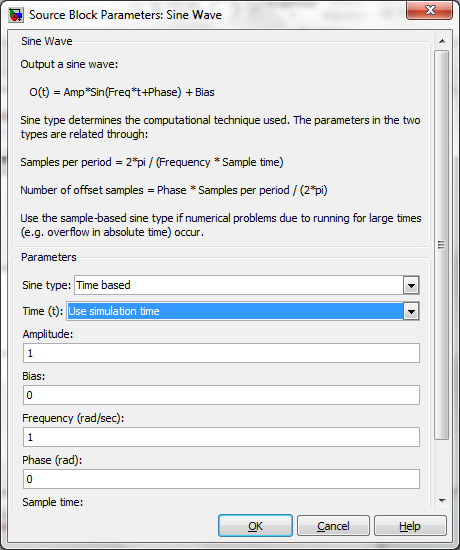 Source Block Parameters: Sine Wave
Sine Wave
Output a sine wave:
O(t) = Amp*Sin(Freq*t+Phase) + Bias
Sine type determines the computational technique used. The parameters in the two
types are related through:
Samples per period = 2*pi / (Frequency * Sample time)
Number of offset samples = Phase * Samples per period / (2*pi)
Use the sample-based sine type if numerical problems due to running for large times
(e.g. overflow in absolute time) occur.
Parameters
Sine type: Time based
Time (t): Use simulation time
Amplitude:
1
Bias:
0
Frequency (rad/sec):
1
Phase (rad):
0
Sample time:
OK Cancel Help